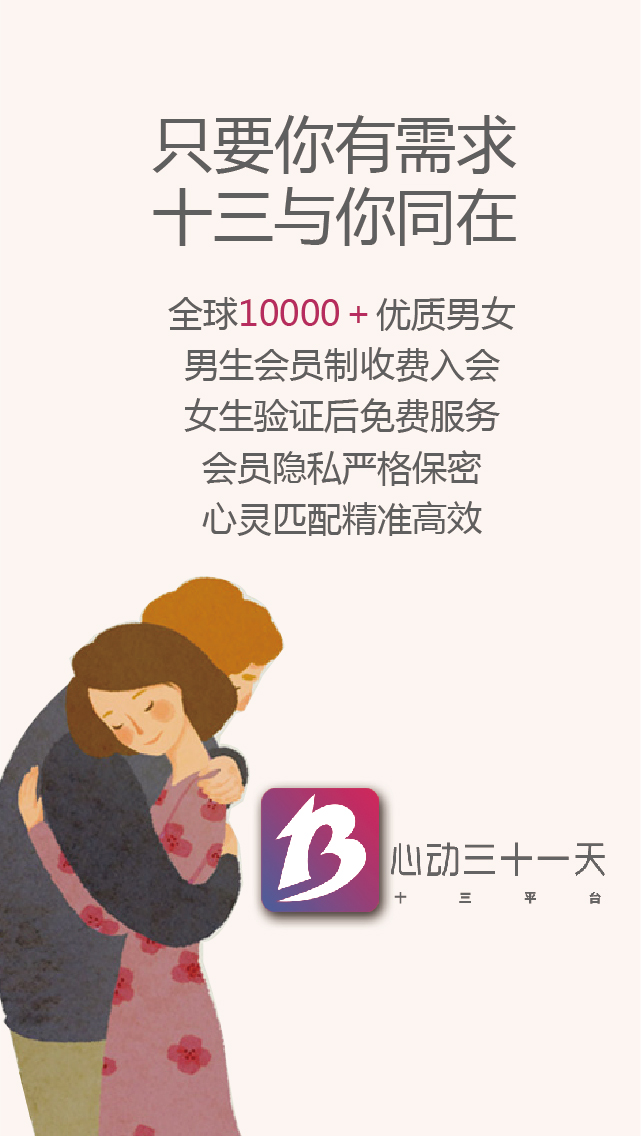 只要你有需求
十三与你同在
全球10000 + 优质男女
男生会员制收费入会
女生验证后免费服务
会员隐私严格保密
心灵匹配精准高效
13
心动三十一天
十三平台